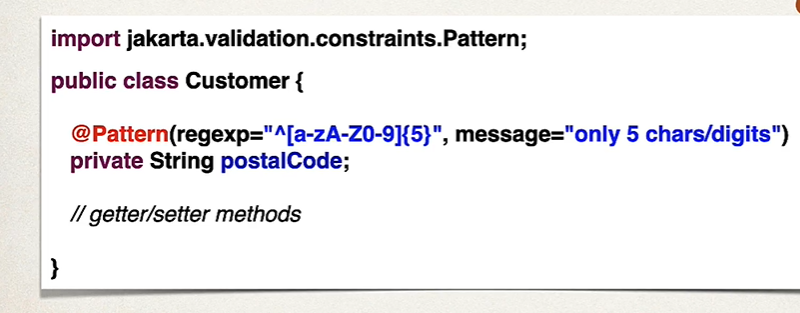 import jakarta.validation.constraints.Pattern;
public class Customer {
@Pattern(regexp="^[a-zA-Z0-9]{5}", message="only 5 chars/digits")
private String postalCode;
// getter/setter methods
}